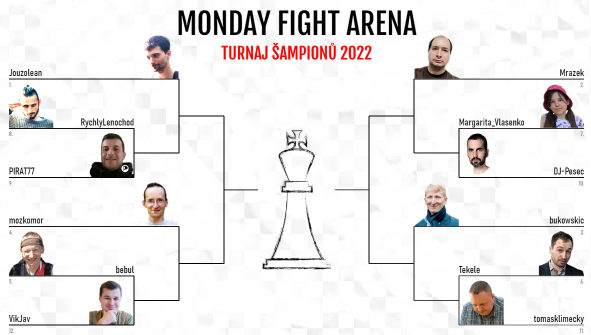 MONDAY FIGHT ARENA
TURNAJ ŠAMPIONŮ 2022
Jouzolean
1.
RychlyLenochod
8.
PIRAT77
9.
mozkomor
4.
bebul
5.
VikJav
12.
Mrazek
2.
Margarita_Vlasenko
7.
DJ-Pesec
10.
bukowskic
3.
Tekele
6.
tomasklimecky
11.